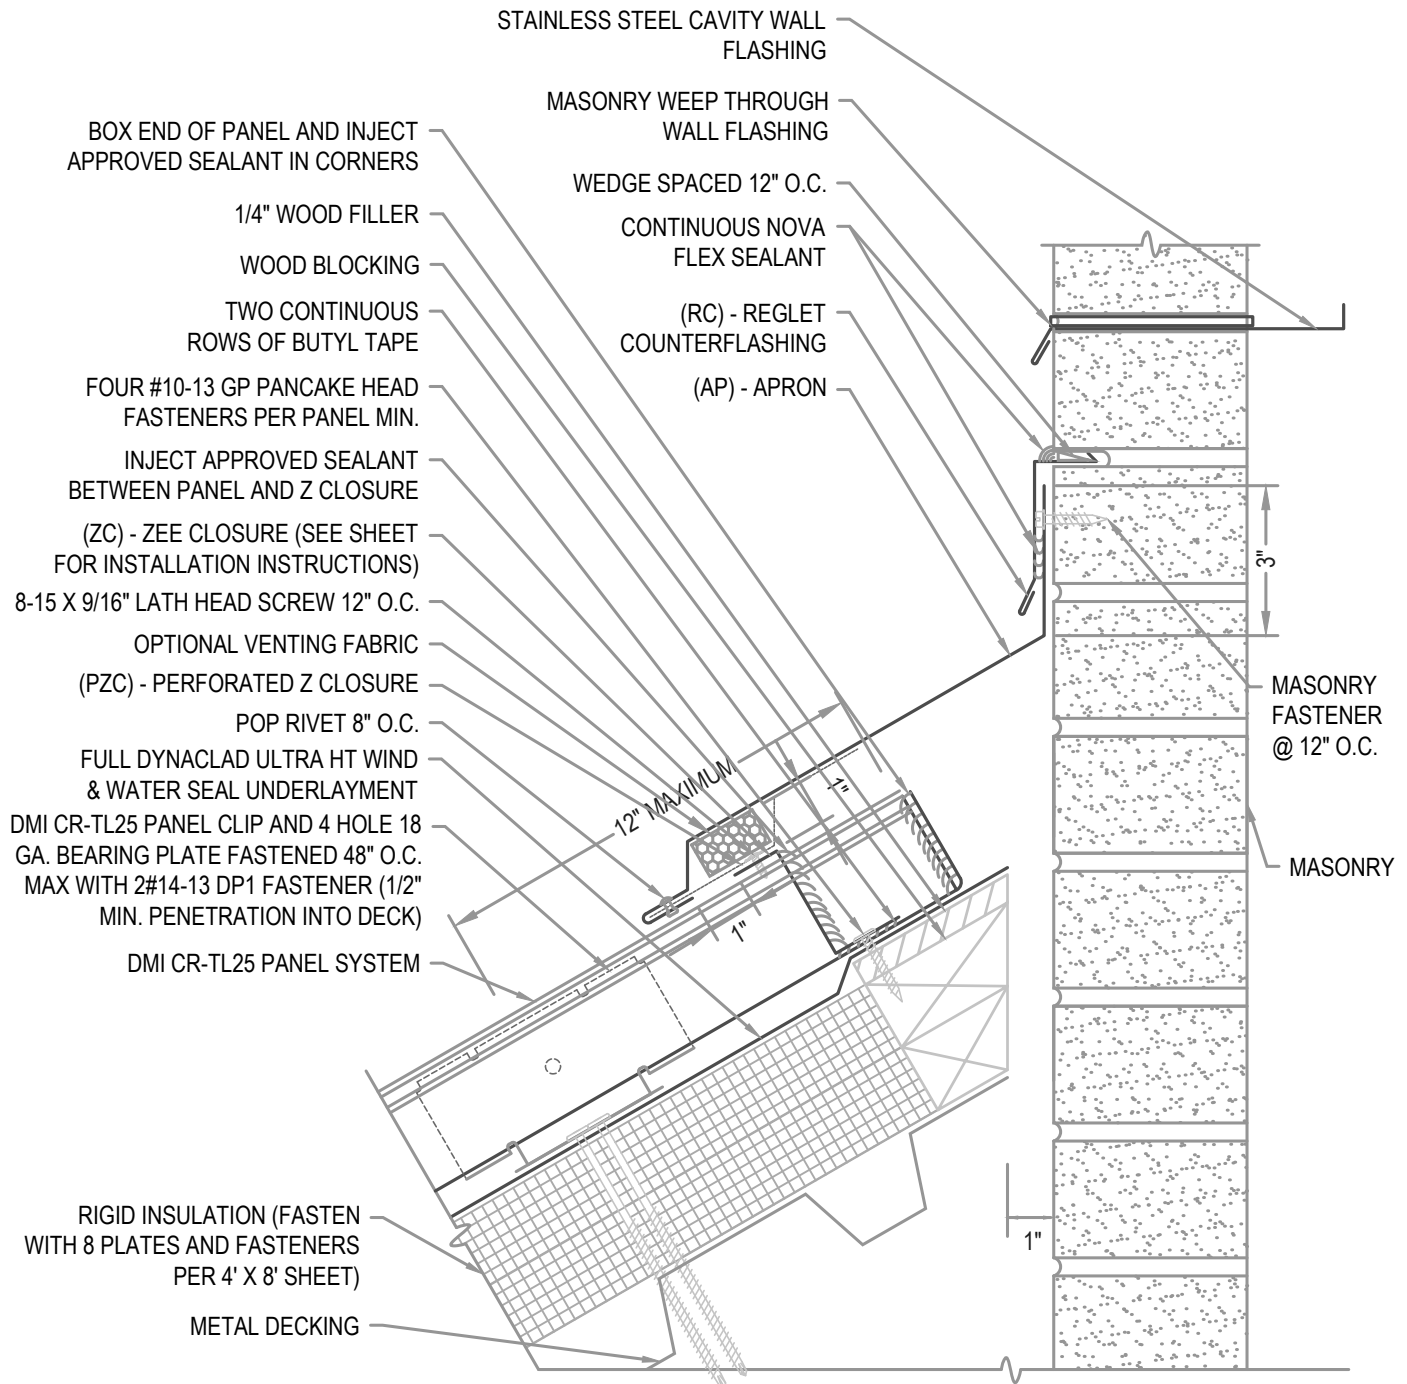 STAINLESS STEEL CAVITY WALL
FLASHING
MASONRY WEEP THROUGH
WALL FLASHING
WEDGE SPACED 12" O.C.
CONTINUOUS NOVA
FLEX SEALANT
(RC) - REGLET
COUNTERFLASHING
(AP) - APRON
BOX END OF PANEL AND INJECT
APPROVED SEALANT IN CORNERS
1/4" WOOD FILLER
WOOD BLOCKING
TWO CONTINUOUS
ROWS OF BUTYL TAPE
FOUR #10-13 GP PANCAKE HEAD
FASTENERS PER PANEL MIN.
INJECT APPROVED SEALANT
BETWEEN PANEL AND Z CLOSURE
(ZC) - ZEE CLOSURE (SEE SHEET
FOR INSTALLATION INSTRUCTIONS)
8-15 X 9/16" LATH HEAD SCREW 12" O.C.
OPTIONAL VENTING FABRIC
(PZC) - PERFORATED Z CLOSURE
POP RIVET 8" O.C.
FULL DYNACLAD ULTRA HT WIND
& WATER SEAL UNDERLAYMENT
DMI CR-TL25 PANEL CLIP AND 4 HOLE 18
GA. BEARING PLATE FASTENED 48" O.C.
MAX WITH 2#14-13 DP1 FASTENER (1/2"
MIN. PENETRATION INTO DECK)
DMI CR-TL25 PANEL SYSTEM
RIGID INSULATION (FASTEN
WITH 8 PLATES AND FASTENERS
PER 4' X 8' SHEET)
METAL DECKING
12" MAXIMUM
1"
1"
3"
MASONRY
FASTENER
@ 12" O.C.
MASONRY
1"